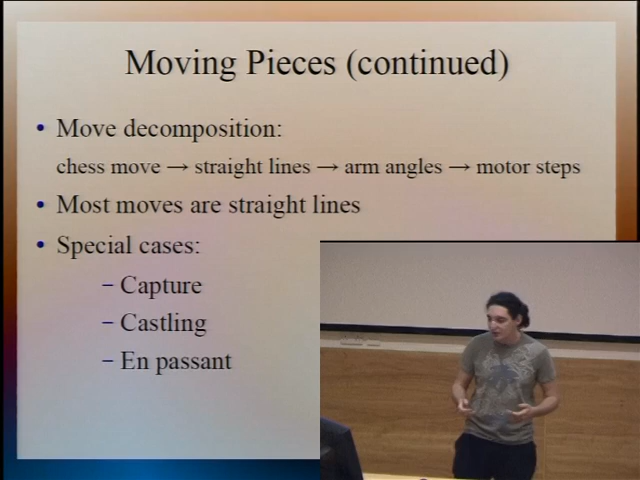 Moving Pieces (continued)
• Move decomposition:
chess move → straight lines → arm angles → motor steps
• Most moves are straight lines
• Special cases:
– Capture
– Castling
– En passant